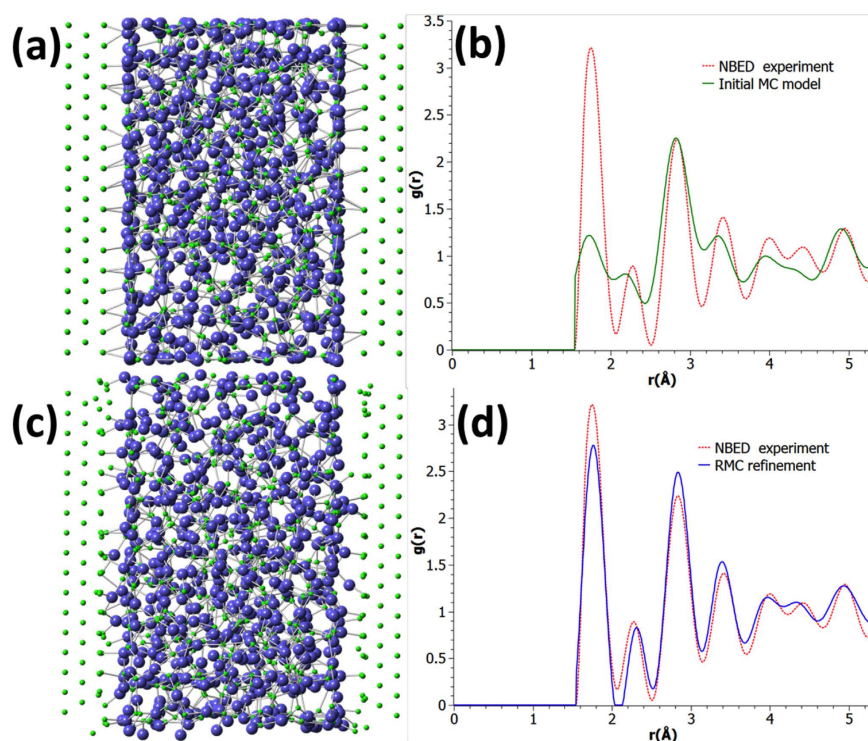 (a)
(b)
3.5
3
2.5
2
1.5
1
0.5
0
g(r)
NBED experiment
Initial MC model
0 1 2 3 4 5
r(Å)
(c)
(d)
3
2.5
2
1.5
1
0.5
0
g(r)
NBED experiment
RMC refinement
0 1 2 3 4 5
r(Å)